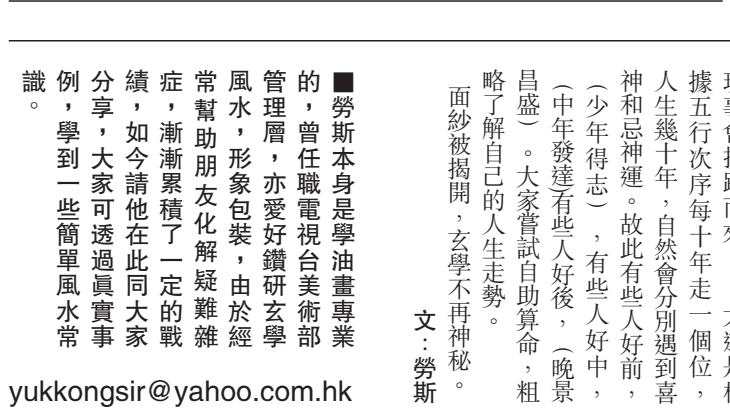 據五行次序每十年走一個位，
人生幾十年，自然會分別遇到喜
神和忌神運。故此有些人好前，
（少年得志），有些人好中，
（中年發達)有些人好後，（晚景
昌盛）。大家嘗試自助算命，粗
略了解自己的人生走勢。
面紗被揭開，玄學不再神秘。
文：勞斯
■勞斯本身是學油畫專業
的，曾任職電視台美術部
管理層，亦愛好鑽研玄學
風水，形象包裝，由於經
常幫助朋友化解疑難雜
症，漸漸累積了一定的戰
績，如今請他在此同大家
分享，大家可透過眞實事
例，學到一些簡單風水常
識。
yukkongsir@yahoo.com.hk